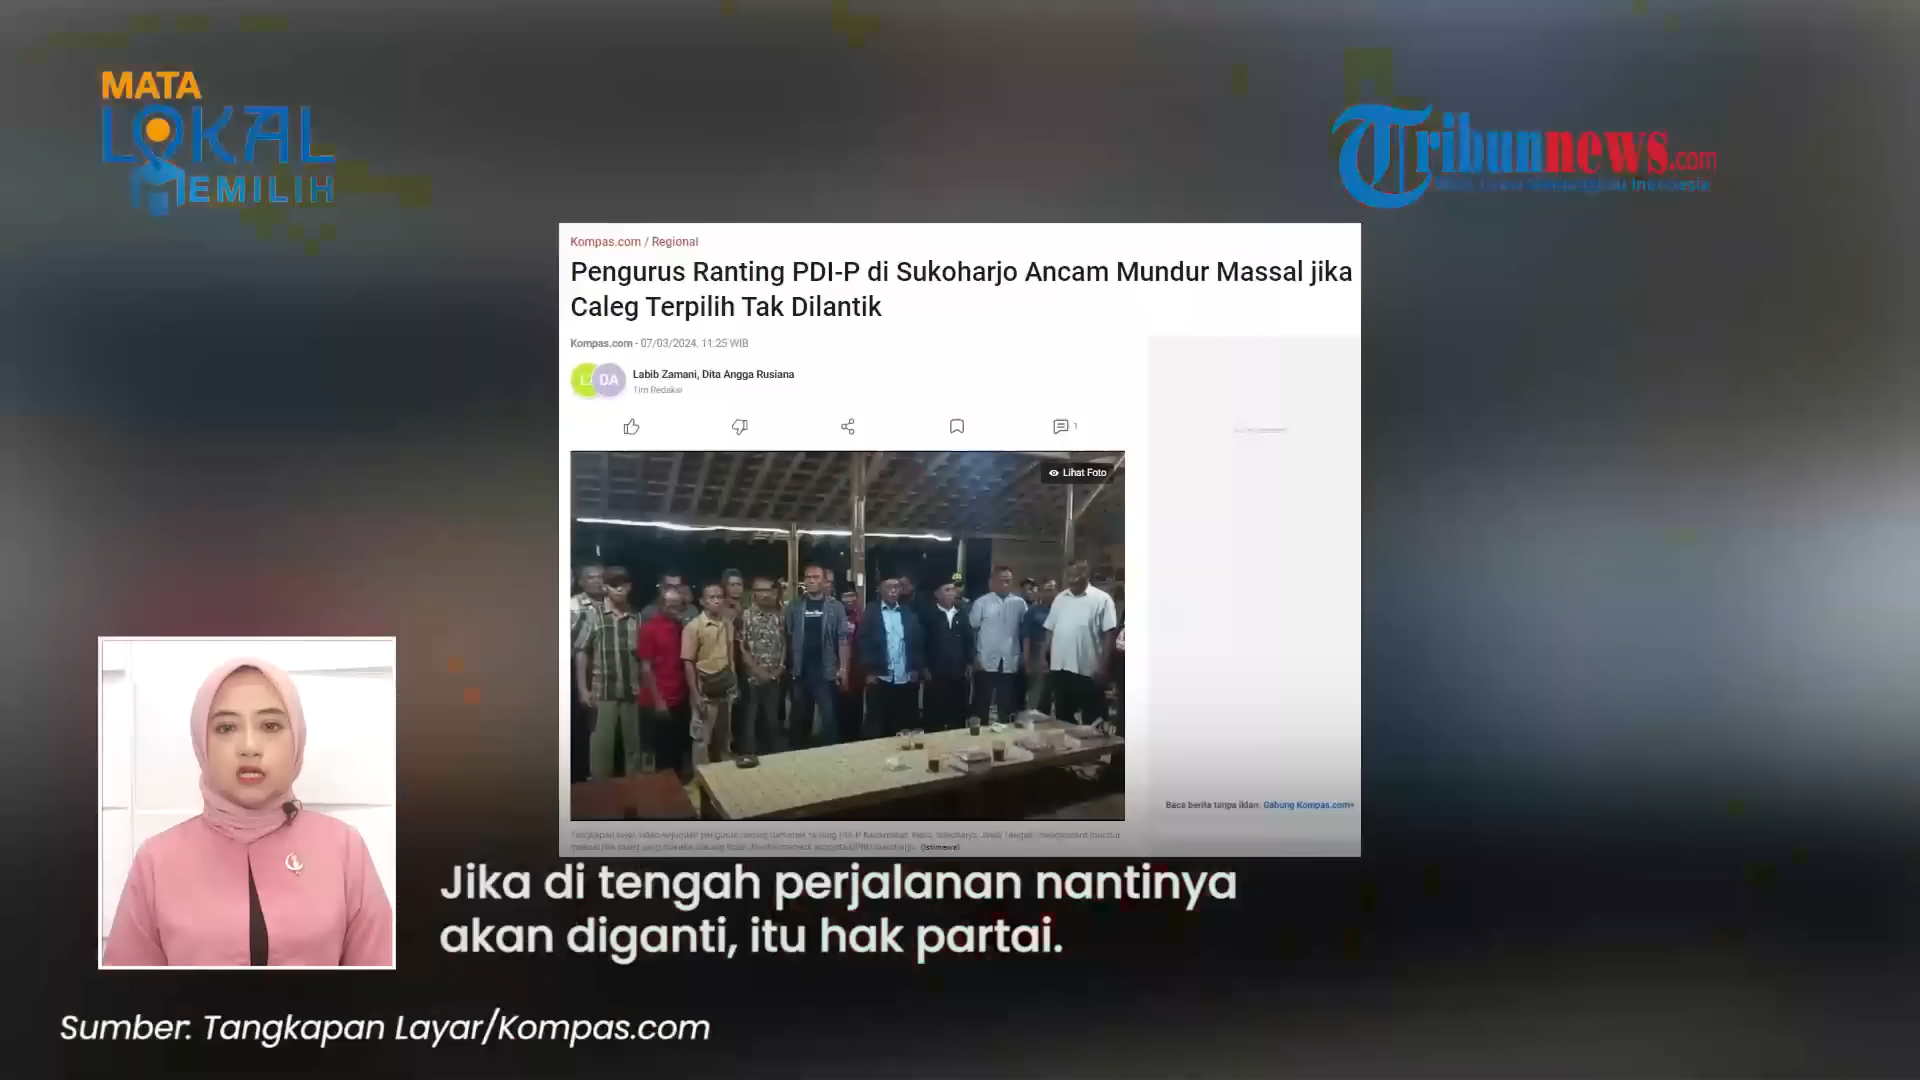 MATA
LOKAL
MEMILIH
Tribunnews.com
Kompas.com / Regional
Pengurus Ranting PDI-P di Sukoharjo Ancam Mundur Massal jika
Caleg Terpilih Tak Dilantik
Kompas.com - 07/03/2024, 11:25 WIB
DA
Labib Zamani, Dita Angga Rusiana
Tim Redaksi
1
Lihat Foto
Baca berita tanpa iklan. Gabung Kompas.com+
(Istimewa)
Jika di tengah perjalanan nantinya
akan diganti, itu hak partai.
Sumber: Tangkapan Layar/Kompas.com